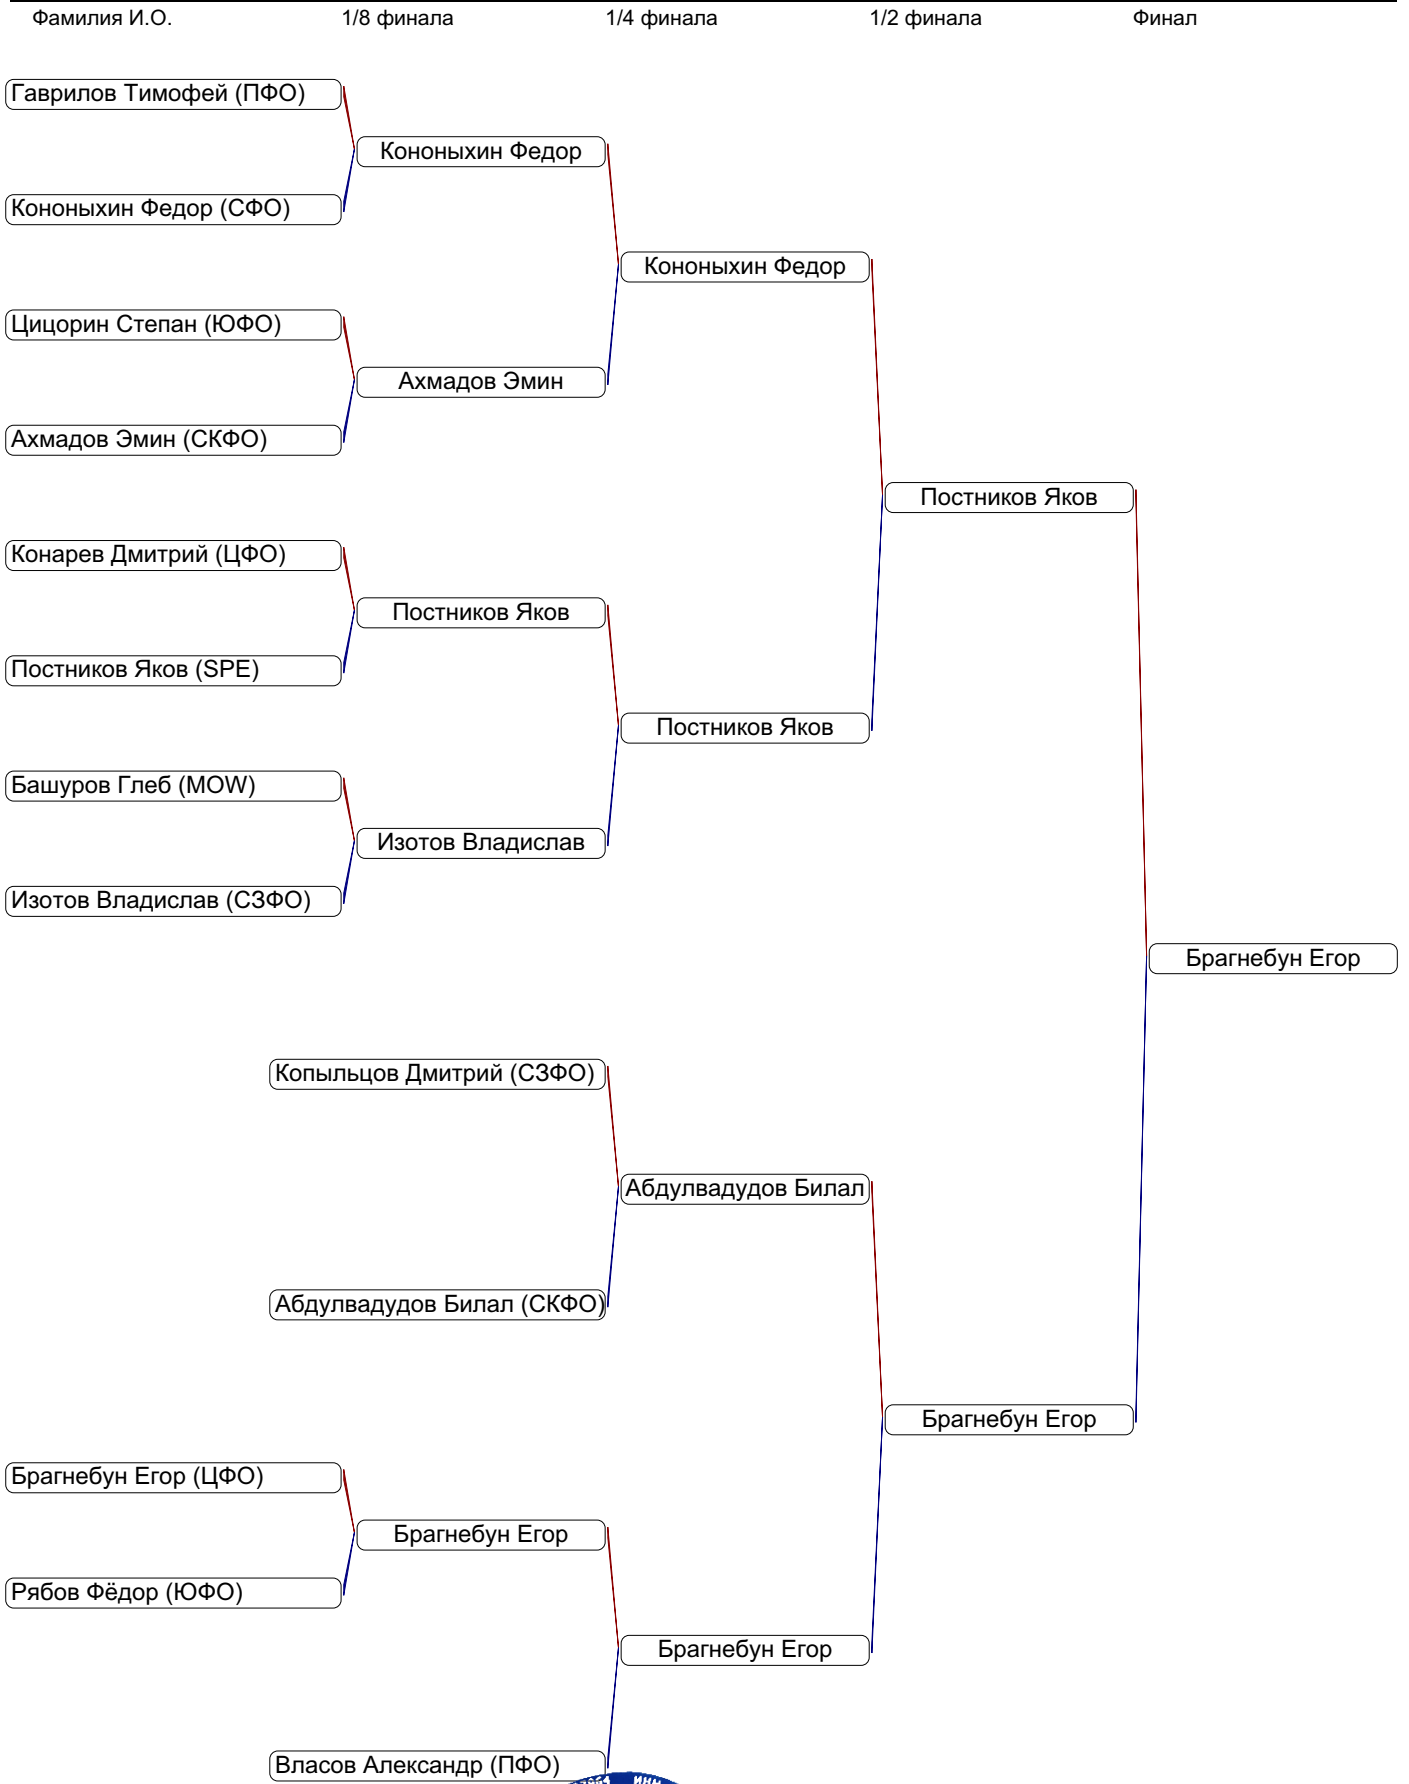 Фамилия И.О. 1/8 финала 1/4 финала 1/2 финала Финал
Гаврилов Тимофей (ПФО)
Кононыхин Федор
Кононыхин Федор (СФО)
Кононыхин Федор
Цицорин Степан (ЮФО)
Ахмадов Эмин
Ахмадов Эмин (СКФО)
Постников Яков
Конарев Дмитрий (ЦФО)
Постников Яков
Постников Яков (SPE)
Постников Яков
Башуров Глеб (MOW)
Изотов Владислав
Изотов Владислав (СЗФО)
Брагнебун Егор
Копыльцов Дмитрий (СЗФО)
Абдулвадудов Билал
Абдулвадудов Билал (СКФО)
Брагнебун Егор
Брагнебун Егор (ЦФО)
Брагнебун Егор
Рябов Фёдор (ЮФО)
Брагнебун Егор
Власов Александр (ПФО)